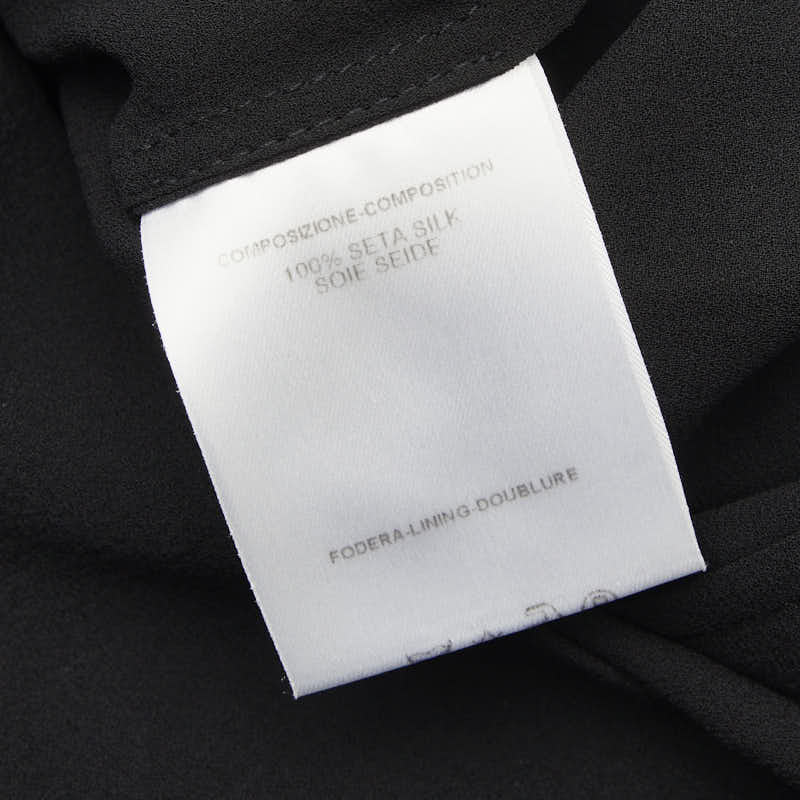 COMPOSIZIONE-COMPOSITION
100% SETA SILK
SOIE SEIDE
FODERA-LINING-DOUBLURE